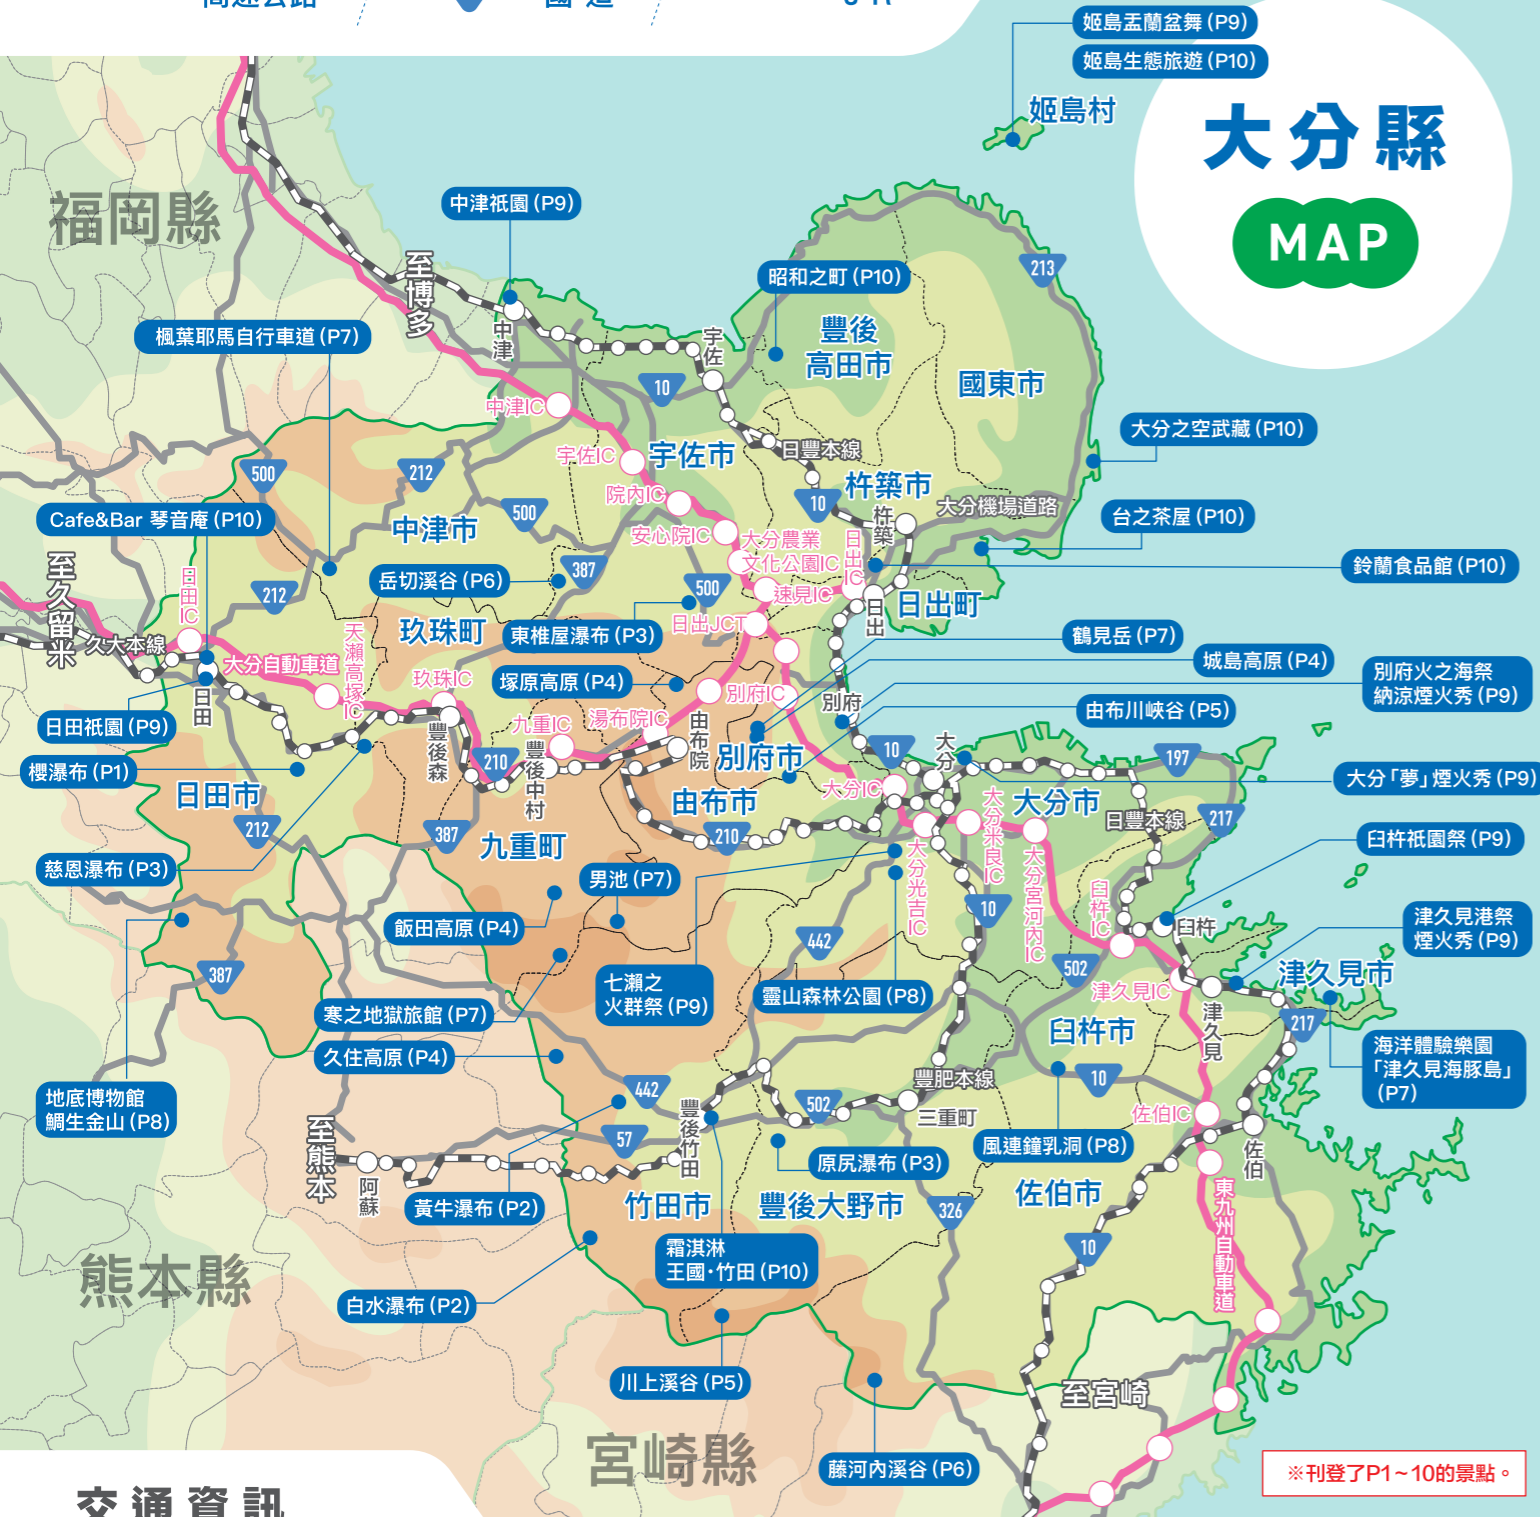 高速公路
國 道
姬島盂蘭盆舞 (P9)
姬島生態旅遊 (P10)
姬島村
大分縣
MAP
福岡縣
中津祇園 (P9)
至博多
昭和之町 (P10)
213
豐後
高田市
國東市
楓葉耶馬自行車道 (P7)
中津
宇佐
10
中津IC
宇佐IC
宇佐市
日豐本線
大分之空武藏 (P10)
500
212
院內IC
10
杵築市
杵築
大分機場道路
台之茶屋 (P10)
Cafe&Bar 琴音庵 (P10)
中津市
500
安心院IC
大分農業
文化公園IC
日出IC
鈴蘭食品館 (P10)
至久留米
日田IC
212
岳切溪谷 (P6)
387
500
速見IC
日出
日出町
久大本線
天瀨高塚IC
玖珠町
東椎屋瀑布 (P3)
日出JCT
鶴見岳 (P7)
大分自動車道
城島高原 (P4)
別府火之海祭
納涼煙火秀 (P9)
玖珠IC
塚原高原 (P4)
別府IC
別府
由布川峽谷 (P5)
日田
日田祇園 (P9)
豐後森
九重IC
湯布院IC
由布院
別府市
10
大分
197
櫻瀑布 (P1)
210
豐後中村
大分IC
大分「夢」煙火秀 (P9)
日田市
由布市
大分米良IC
大分市
日豐本線
217
212
387
九重町
210
臼杵祇園祭 (P9)
慈恩瀑布 (P3)
大分光吉IC
大分宮河內IC
臼杵IC
男池 (P7)
10
臼杵
津久見港祭
煙火秀 (P9)
飯田高原 (P4)
442
387
502
津久見IC
津久見市
七瀨之
火群祭 (P9)
靈山森林公園 (P8)
寒之地獄旅館 (P7)
臼杵市
津久見
217
久住高原 (P4)
海洋體驗樂園
「津久見海豚島」
(P7)
地底博物館
鯛生金山 (P8)
442
豐肥本線
10
502
三重町
佐伯IC
至熊本
57
豐後竹田
風連鐘乳洞 (P8)
佐伯
阿蘇
原尻瀑布 (P3)
黃牛瀑布 (P2)
竹田市
豐後大野市
326
佐伯市
東九州自動車道
霜淇淋
王國·竹田 (P10)
10
熊本縣
白水瀑布 (P2)
川上溪谷 (P5)
至宮崎
宮崎縣
藤河內溪谷 (P6)
※刊登了P1~10的景點。
交通資訊